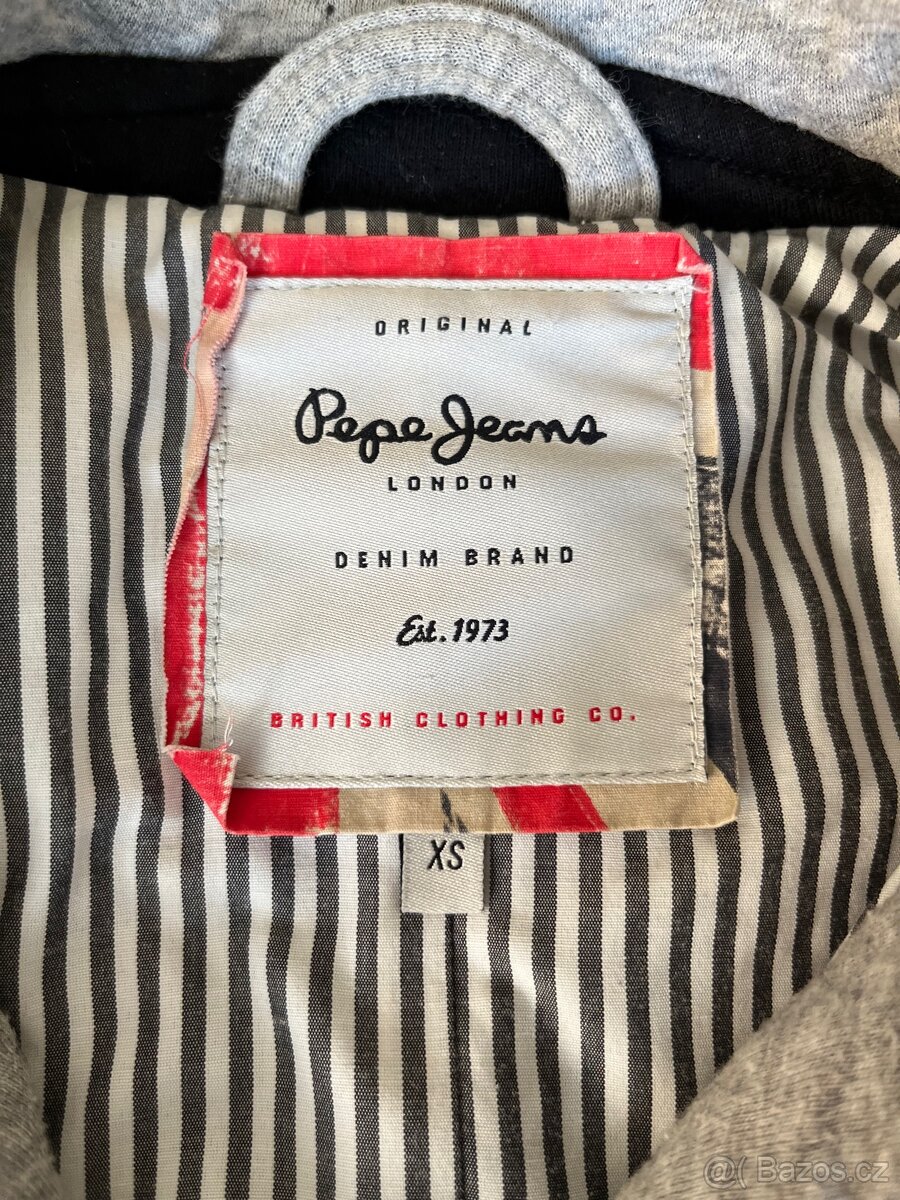 ORIGINAL
Pepe Jeans
LONDON
DENIM BRAND
Est. 1973
BRITISH CLOTHING CO.
XS
@( Bazos.cz